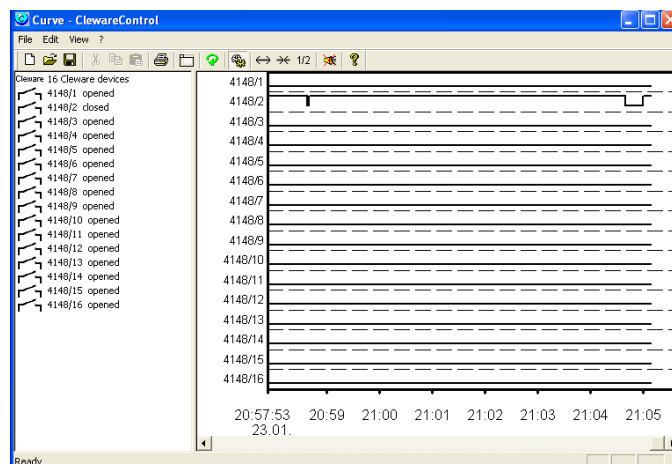 Curve - ClewareControl
File Edit View ?
1/2
Cleware 16 Cleware devices
4148/1 opened
4148/2 closed
4148/3 opened
4148/4 opened
4148/5 opened
4148/6 opened
4148/7 opened
4148/8 opened
4148/9 opened
4148/10 opened
4148/11 opened
4148/12 opened
4148/13 opened
4148/14 opened
4148/15 opened
4148/16 opened
4148/1
4148/2
4148/3
4148/4
4148/5
4148/6
4148/7
4148/8
4148/9
4148/10
4148/11
4148/12
4148/13
4148/14
4148/15
4148/16
20:57:53 20:59 21:00 21:01 21:02 21:03 21:04 21:05
23.01.
Ready